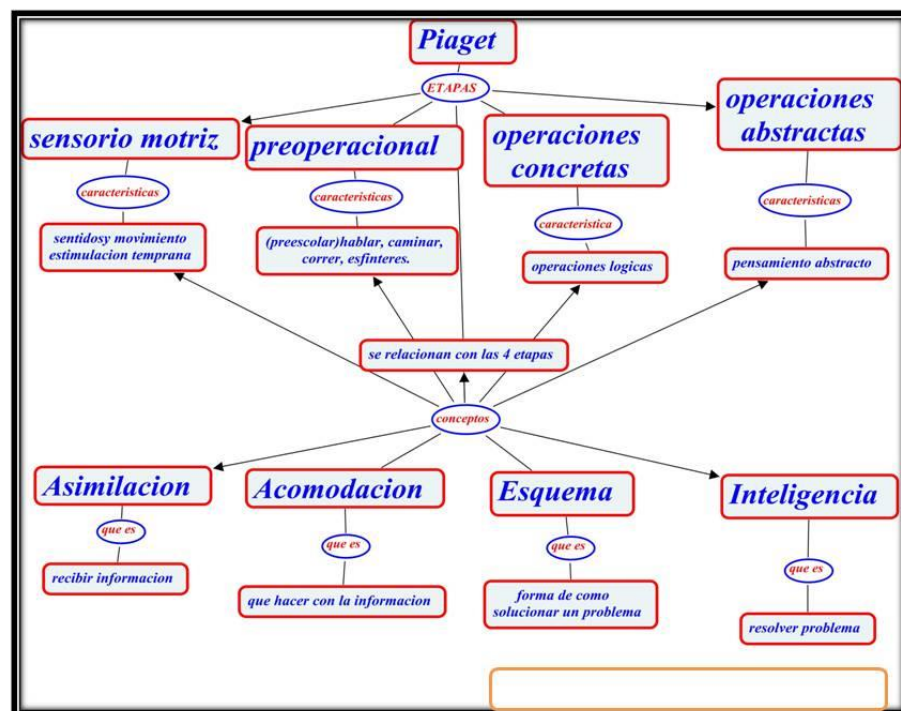 Piaget
ETAPAS
sensorio motriz
preoperacional
operaciones
concretas
operaciones
abstractas
caracteristicas
caracteristicas
caracteristica
caracteristicas
sentidosy movimiento
estimulacion temprana
(preescolar)hablar, caminar,
correr, esfinteres.
operaciones logicas
pensamiento abstracto
se relacionan con las 4 etapas
conceptos
Asimilacion
Acomodacion
Esquema
Inteligencia
que es
que es
que es
que es
recibir informacion
que hacer con la informacion
forma de como
solucionar un problema
resolver problema